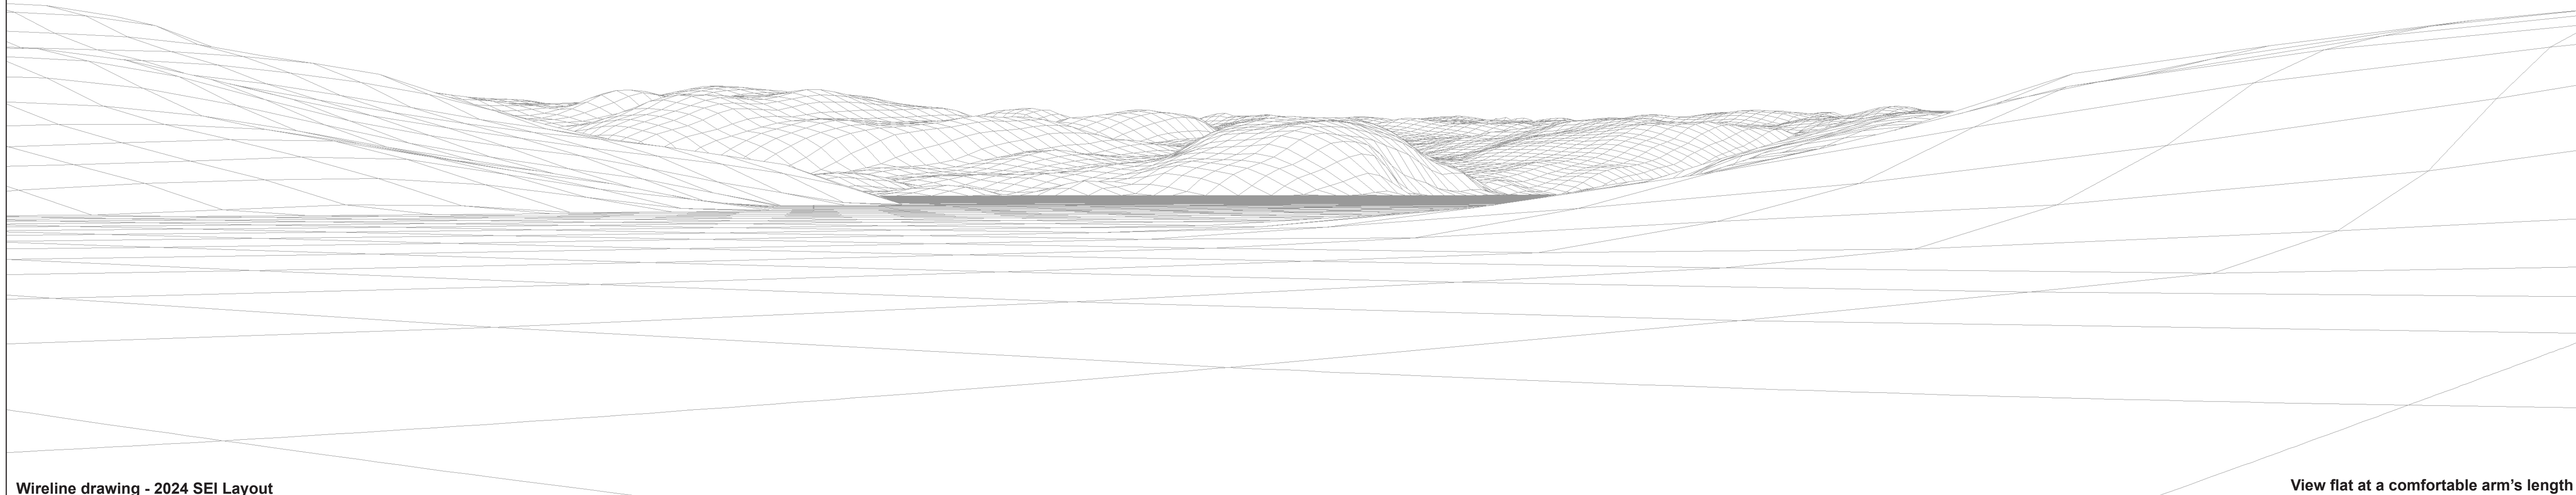 Wireline drawing - 2024 SEI Layout
View flat at a comfortable arm's length